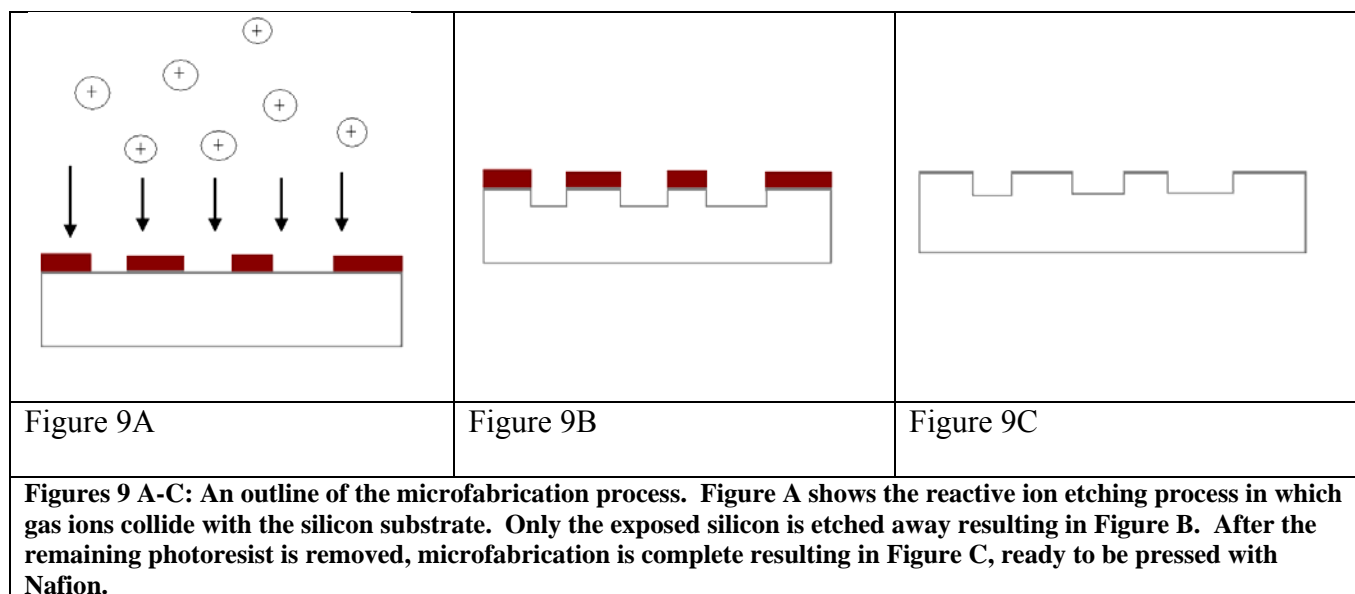 +
+
+
+
+
+
+
Figure 9A
Figure 9B
Figure 9C
Figures 9 A-C: An outline of the microfabrication process. Figure A shows the reactive ion etching process in which
gas ions collide with the silicon substrate. Only the exposed silicon is etched away resulting in Figure B. After the
remaining photoresist is removed, microfabrication is complete resulting in Figure C, ready to be pressed with
Nafion.